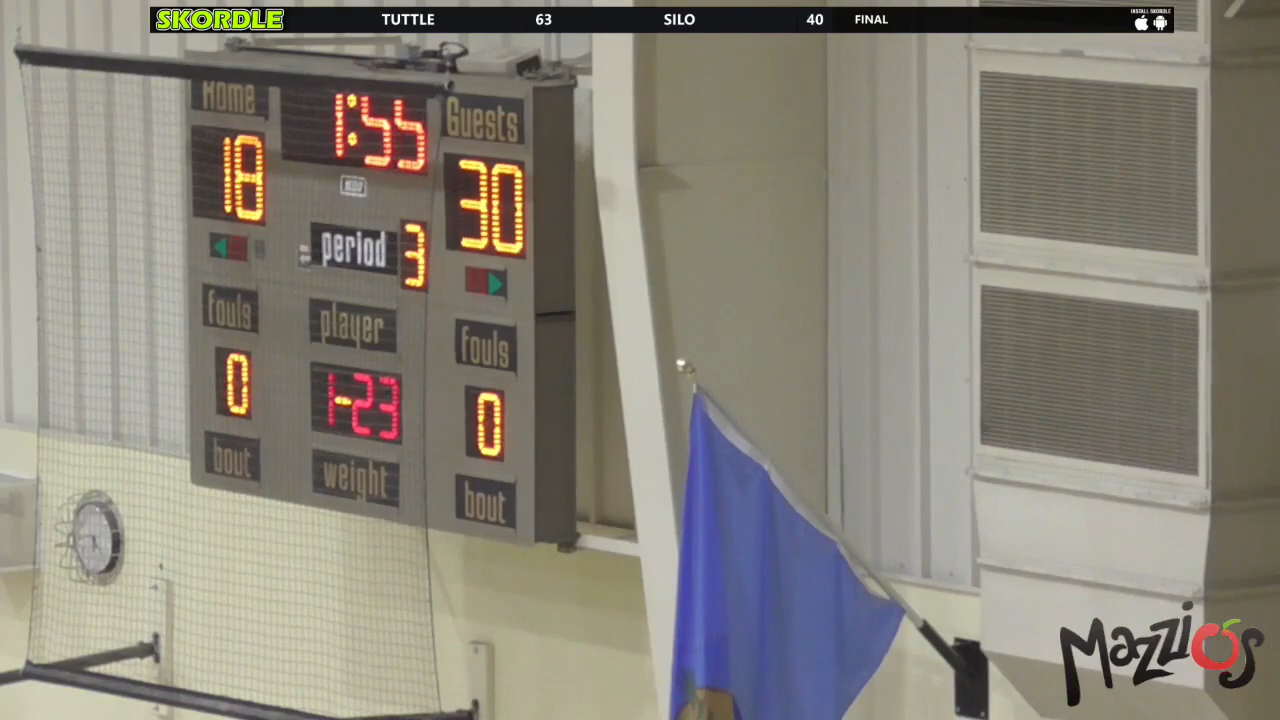 SKORDLE TUTTLE 63 SILO 40 FINAL INSTALL SKORDLE
Home 1:55 Guests
18 30
period 3
fouls player fouls
0 1-23 0
bout weight bout
Mazzio's